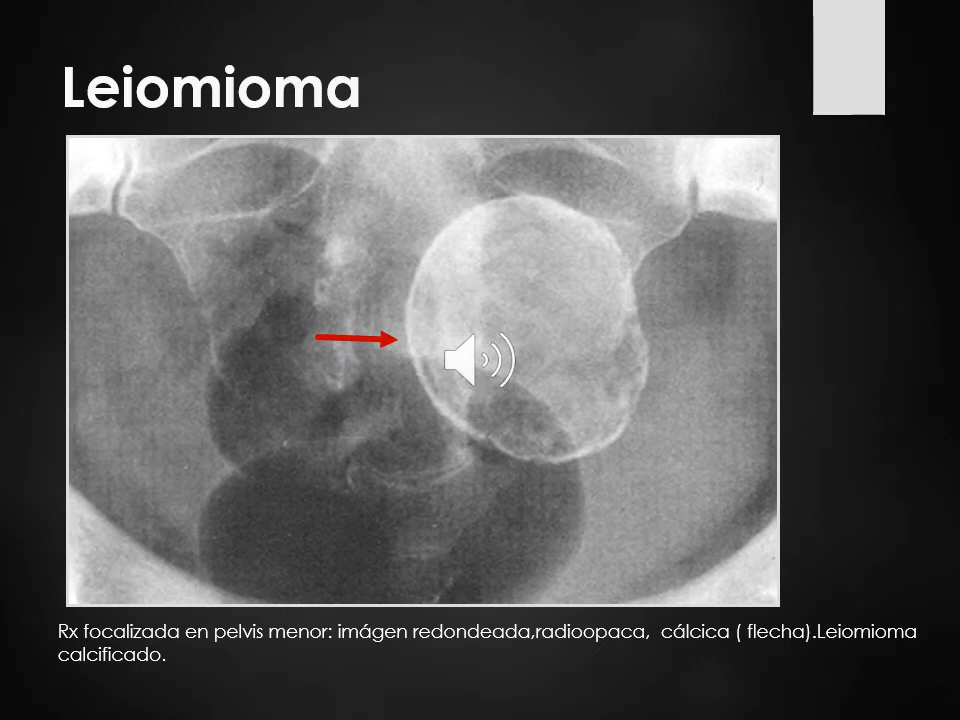 Leiomioma
Rx focalizada en pelvis menor: imágen redondeada,radioopaca, cálcica ( flecha).Leiomioma
calcificado.